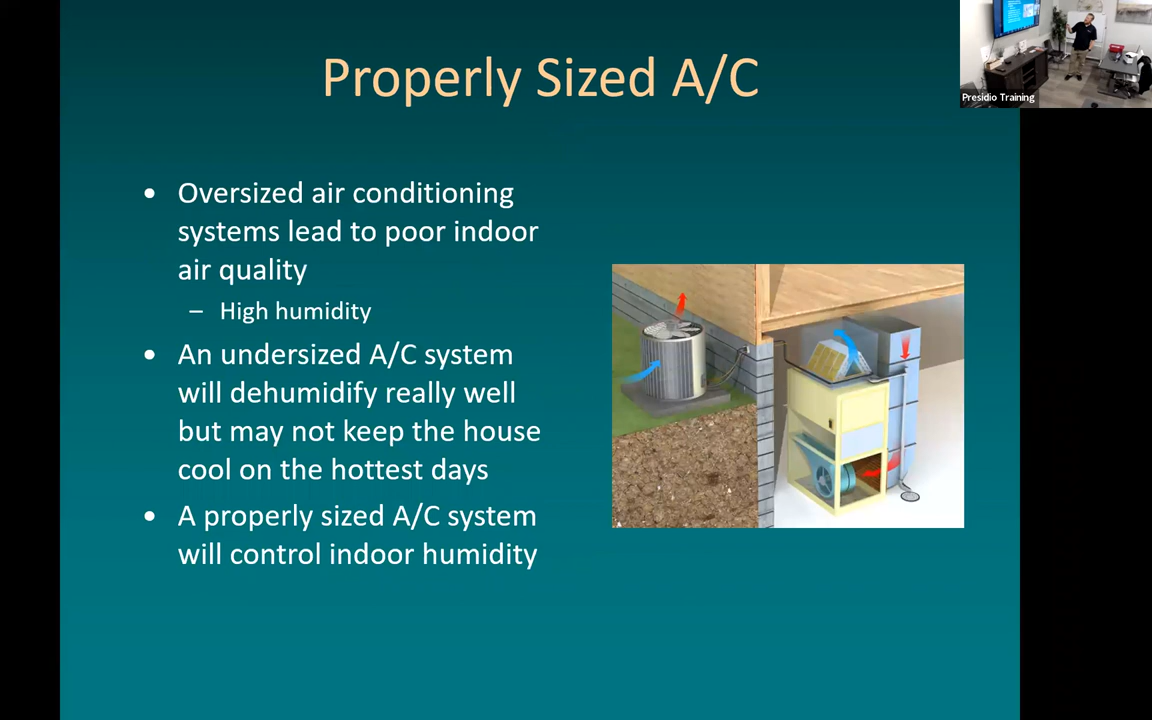 Properly Sized A/C
Presidio Training
• Oversized air conditioning
systems lead to poor indoor
air quality
– High humidity
• An undersized A/C system
will dehumidify really well
but may not keep the house
cool on the hottest days
• A properly sized A/C system
will control indoor humidity